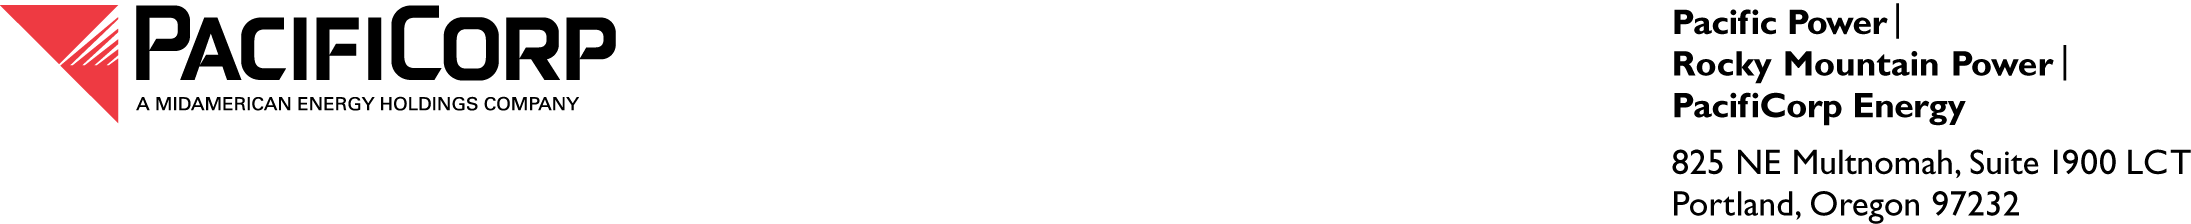 PACIFICORP
A MIDAMERICAN ENERGY HOLDINGS COMPANY
Pacific Power|
Rocky Mountain Power|
PacifiCorp Energy
825 NE Multnomah, Suite 1900 LCT
Portland, Oregon 97232